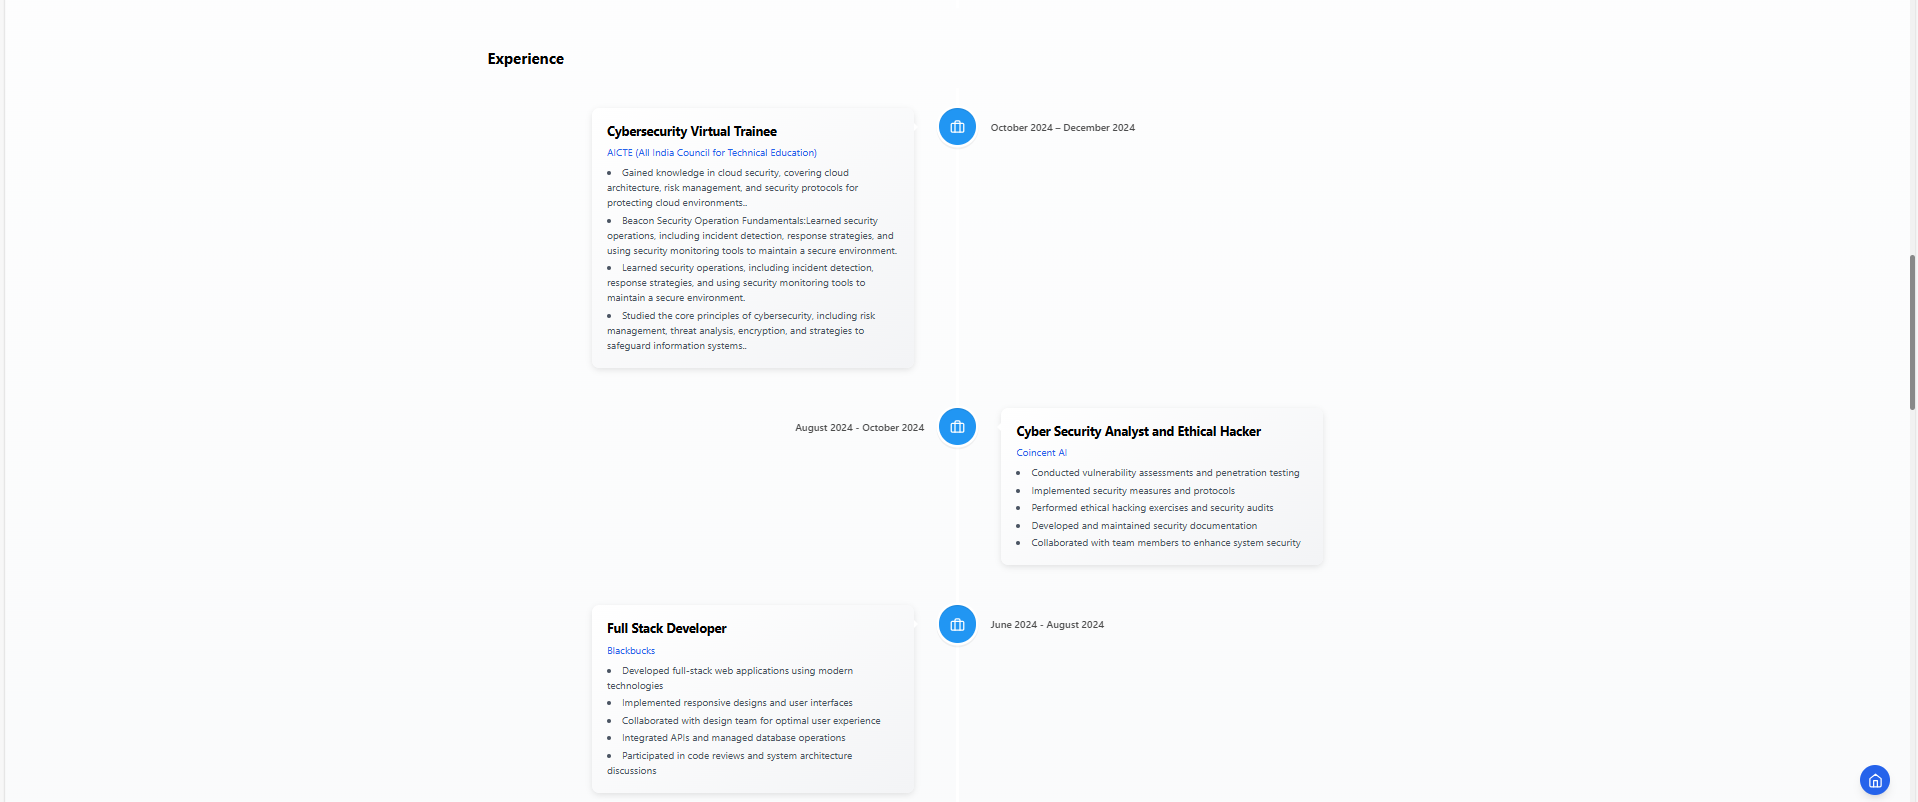 Experience
Cybersecurity Virtual Trainee
AICTE (All India Council for Technical Education)
• Gained knowledge in cloud security, covering cloud
architecture, risk management, and security protocols for
protecting cloud environments..
• Beacon Security Operation Fundamentals:Learned security
operations, including incident detection, response strategies, and
using security monitoring tools to maintain a secure environment.
• Learned security operations, including incident detection,
response strategies, and using security monitoring tools to
maintain a secure environment.
• Studied the core principles of cybersecurity, including risk
management, threat analysis, encryption, and strategies to
safeguard information systems..
October 2024 – December 2024
August 2024 - October 2024
Cyber Security Analyst and Ethical Hacker
Coincent AI
• Conducted vulnerability assessments and penetration testing
• Implemented security measures and protocols
• Performed ethical hacking exercises and security audits
• Developed and maintained security documentation
• Collaborated with team members to enhance system security
Full Stack Developer
Blackbucks
• Developed full-stack web applications using modern
technologies
• Implemented responsive designs and user interfaces
• Collaborated with design team for optimal user experience
• Integrated APIs and managed database operations
• Participated in code reviews and system architecture
discussions
June 2024 - August 2024